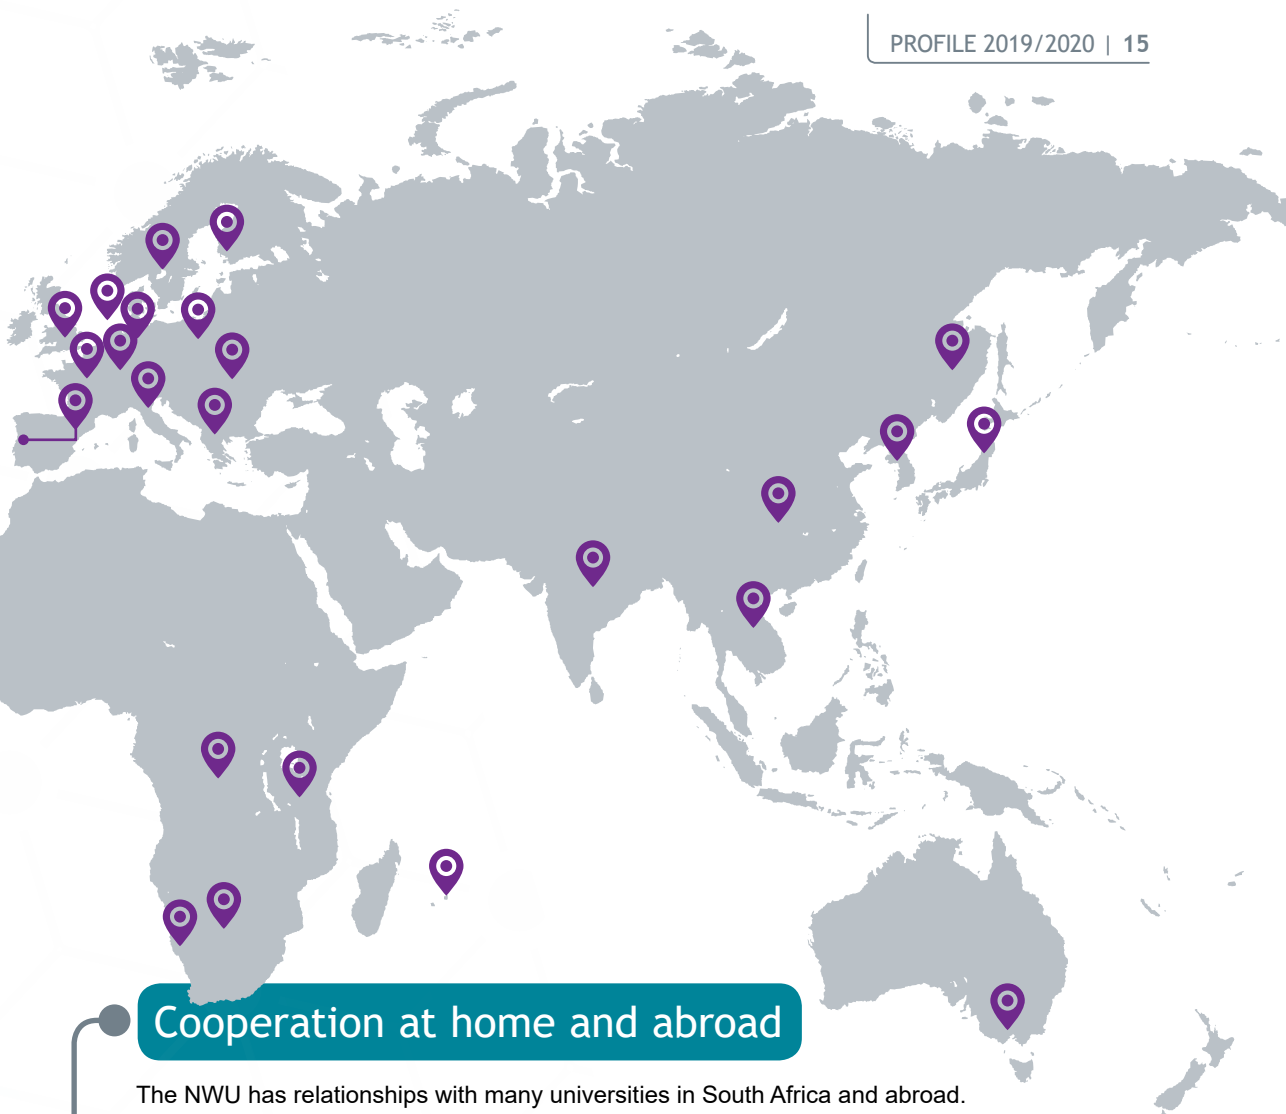 PROFILE 2019/2020 | 15
Cooperation at home and abroad
The NWU has relationships with many universities in South Africa and abroad.